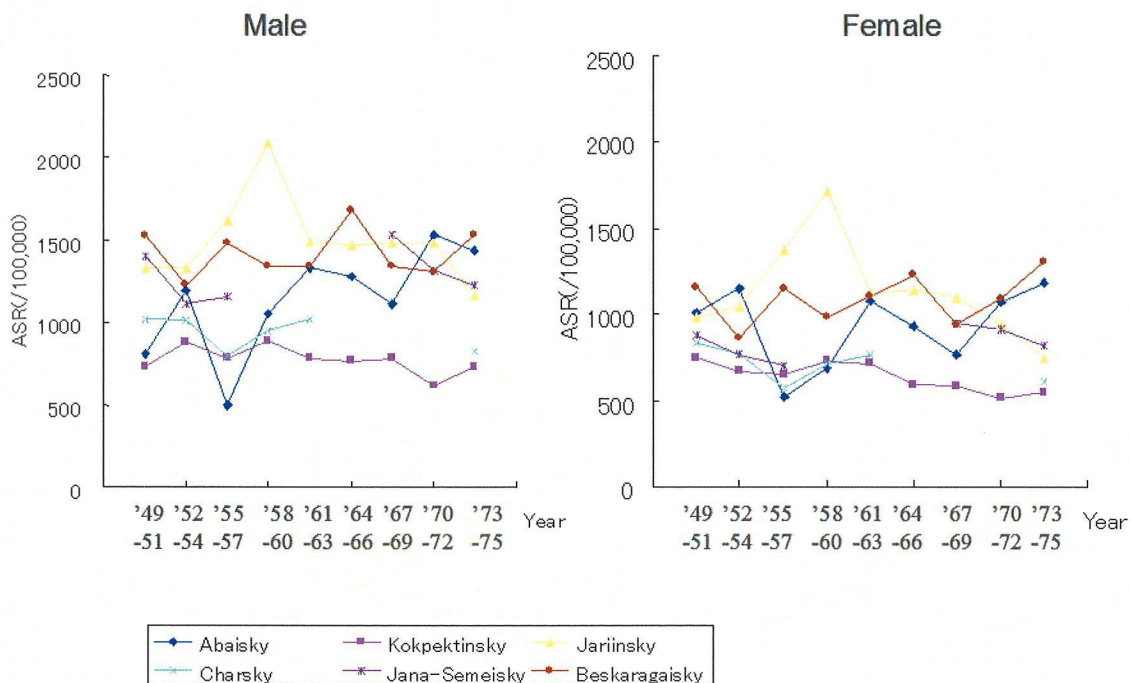 Male
2500
2000
1500
1000
500
0
ASR(/100,000)
’49 ’52 ’55 ’58 ’61 ’64 ’67 ’70 ’73
-51 -54 -57 -60 -63 -66 -69 -72 -75
Year
Female
2500
2000
1500
1000
500
0
ASR(/100,000)
’49 ’52 ’55 ’58 ’61 ’64 ’67 ’70 ’73
-51 -54 -57 -60 -63 -66 -69 -72 -75
Year
Abaisky Kokpektinsky Jariinsky
Charsky Jana-Semeisky Beskaragaisky